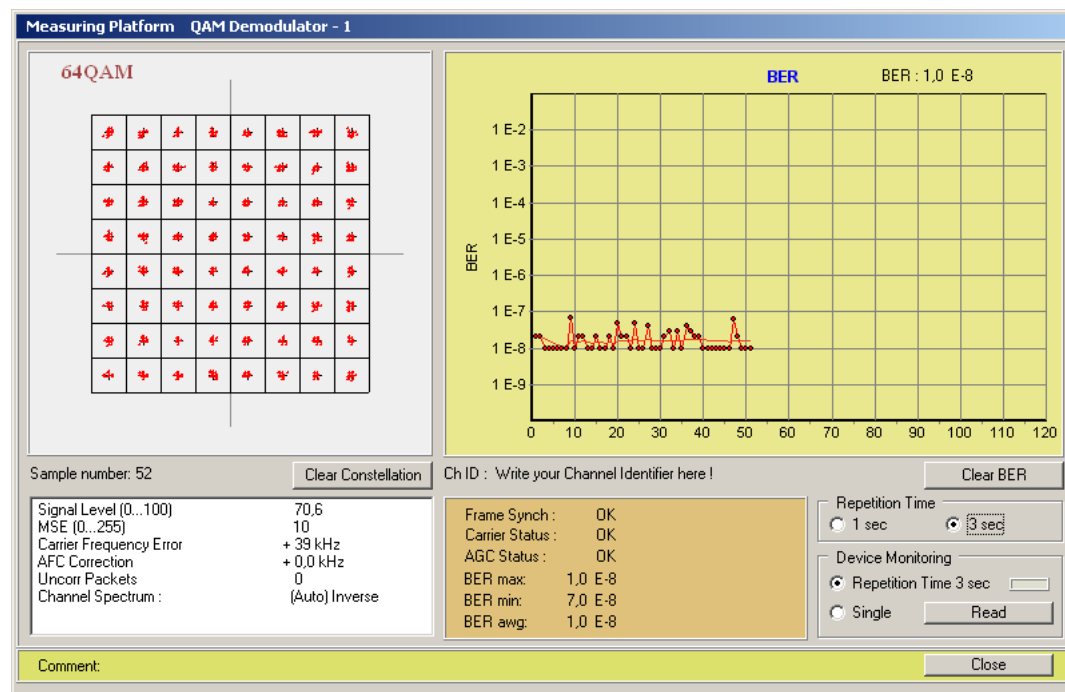 Measuring Platform QAM Demodulator - 1
64QAM
BER
BER : 1,0 E-8
1 E-2
1 E-3
1 E-4
1 E-5
1 E-6
1 E-7
1 E-8
1 E-9
BER
0 10 20 30 40 50 60 70 80 90 100 110 120
Sample number: 52
Clear Constellation
Ch ID : Write your Channel Identifier here !
Clear BER
Signal Level (0...100) 70,6
MSE (0...255) 10
Carrier Frequency Error + 39 kHz
AFC Correction + 0,0 kHz
Uncorr Packets 0
Channel Spectrum : (Auto) Inverse
Frame Synch : OK
Carrier Status : OK
AGC Status : OK
BER max: 1,0 E-8
BER min: 7,0 E-8
BER awg: 1,0 E-8
Repetition Time
1 sec 3 sec
Device Monitoring
Repetition Time 3 sec
Single Read
Comment:
Close